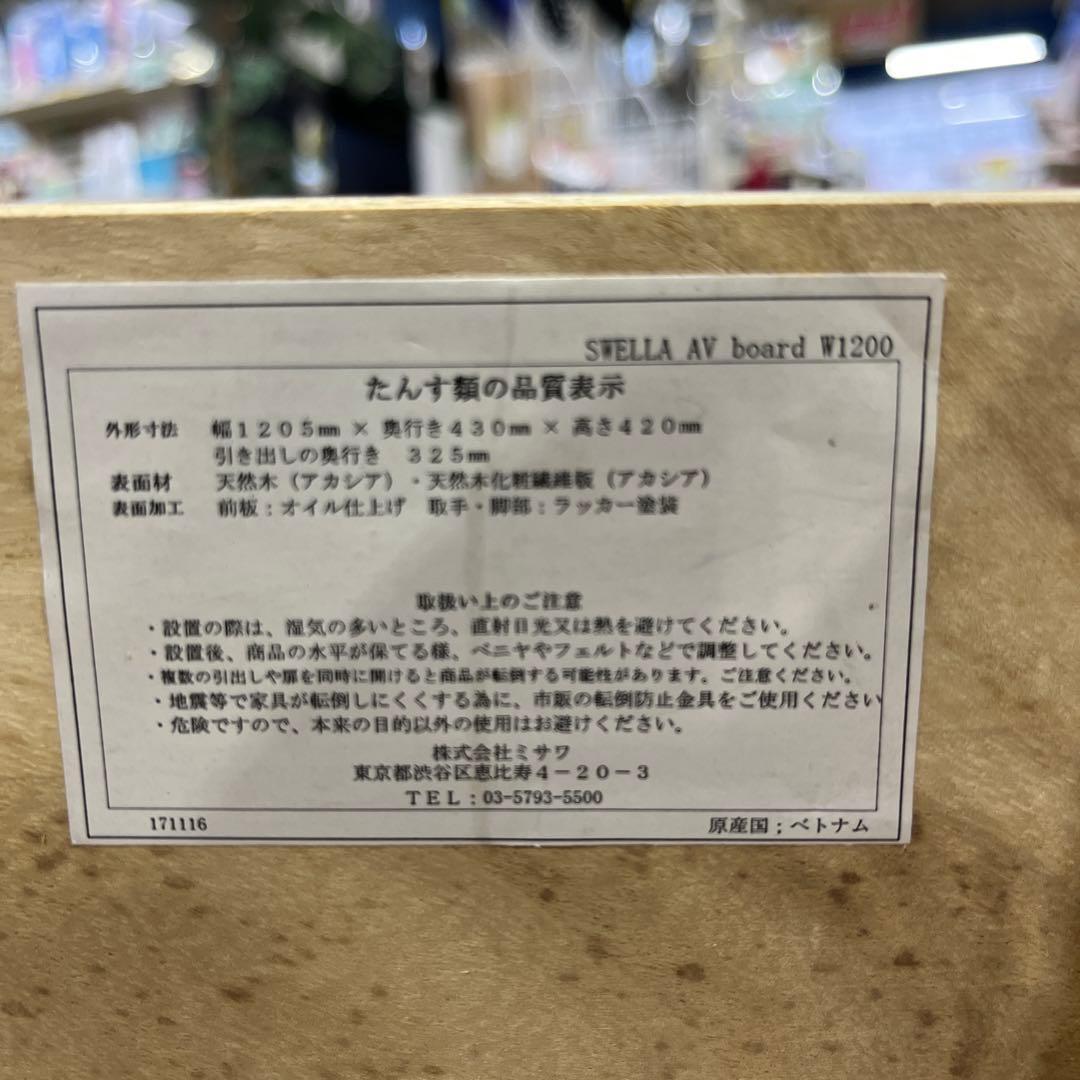 SWELLA AV board W1200
たんす類の品質表示
外形寸法 幅1205㎜ × 奥行き430㎜ × 高さ420㎜
引き出しの奥行き 325㎜
表面材 天然木（アカシア）・天然木化粧繊維板（アカシア）
表面加工 前板：オイル仕上げ 取手・脚部：ラッカー塗装
取扱い上のご注意
・設置の際は、湿気の多いところ、直射日光又は熱を避けてください。
・設置後、商品の水平が保てる様、ベニヤやフェルトなどで調整してください。
・複数の引出しや扉を同時に開けると商品が転倒する可能性があります。ご注意ください。
・地震等で家具が転倒しにくくする為に、市販の転倒防止金具をご使用ください
・危険ですので、本来の目的以外の使用はお避けください。
株式会社ミサワ
東京都渋谷区恵比寿4－20－3
TEL：03-5793-5500
171116 原産国；ベトナム